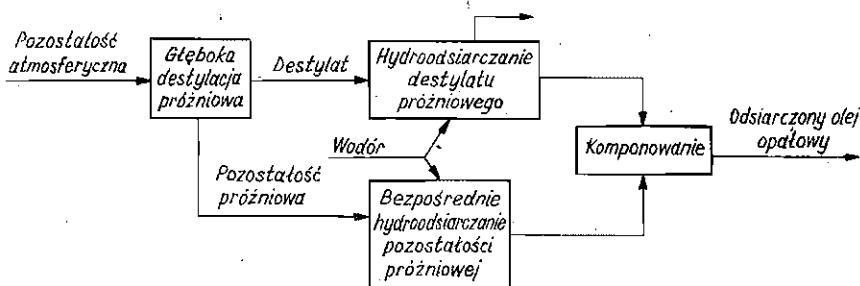 Pozostałość
atmosferyczna
Głęboka
destylacja
próżniowa
Destylat
Hydroodsiarczanie
destylatu
próżniowego
Wodór
Pozostałość
próżniowa
Bezpośrednie
hydroodsiarczanie
pozostałości
próżniowej
Komponowanie
Odsiarczony olej
opałowy